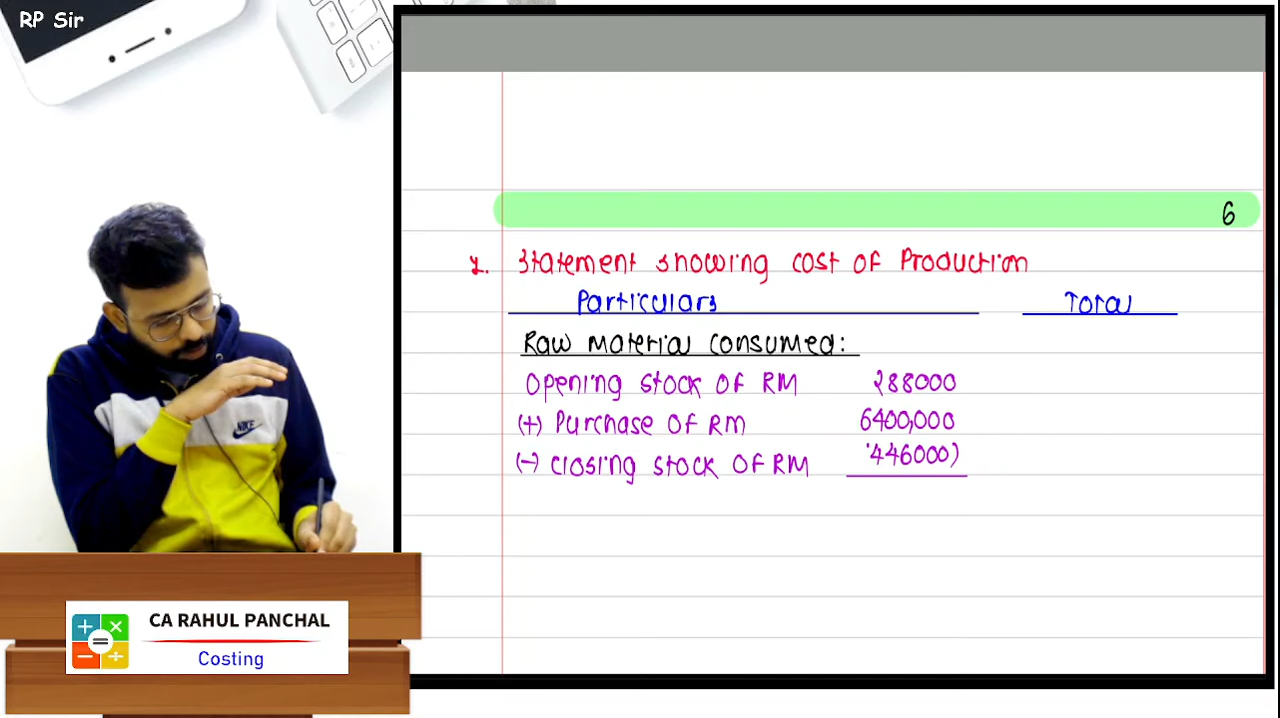 RP Sir
6
1. Statement showing cost of Production
Particulars Total
Raw material consumed:
Opening stock of RM 288000
(+) Purchase of RM 6400,000
(-) Closing stock of RM (446000)
NIKE
CA RAHUL PANCHAL
Costing